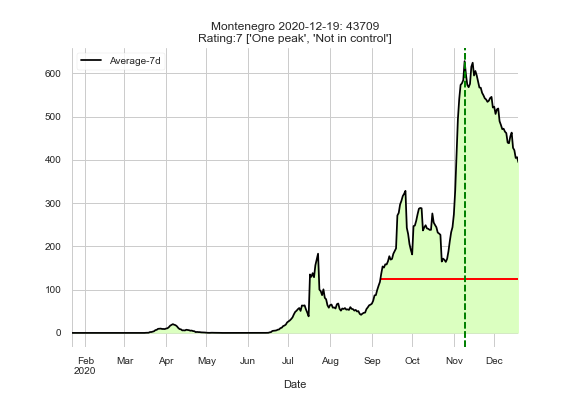 Montenegro 2020-12-19: 43709
Rating:7 ['One peak', 'Not in control']
Average-7d
600
500
400
300
200
100
0
Feb Mar Apr May Jun Jul Aug Sep Oct Nov Dec
2020
Date